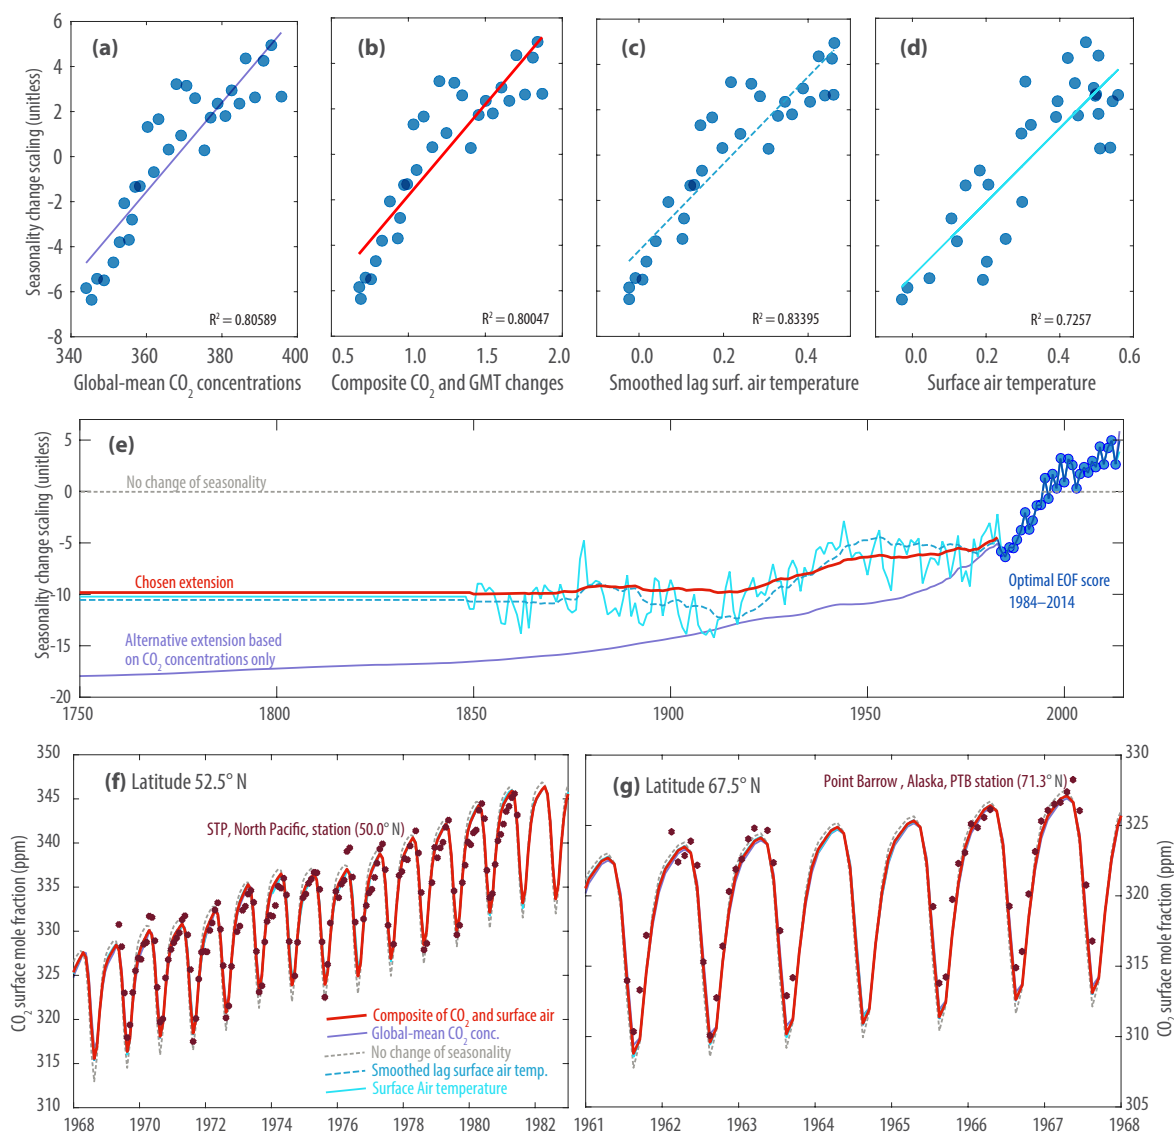 (a)
(b)
(c)
(d)
Seasonality change scaling (unitless)
6
4
2
0
-2
-4
-6
-8
R² = 0.80589
R² = 0.80047
R² = 0.83395
R² = 0.7257
340 360 380 400
0.5 1.0 1.5 2.0
0.0 0.2 0.4
0.0 0.2 0.4 0.6
Global-mean CO₂ concentrations
Composite CO₂ and GMT changes
Smoothed lag surf. air temperature
Surface air temperature
(e)
Seasonality change scaling (unitless)
5
0
-5
-10
-15
-20
No change of seasonality
Chosen extension
Alternative extension based
on CO₂ concentrations only
Optimal EOF score
1984–2014
1750 1800 1850 1900 1950 2000
(f) Latitude 52.5° N
STP, North Pacific, station (50.0° N)
CO₂ surface mole fraction (ppm)
350
345
340
335
330
325
320
315
310
Composite of CO₂ and surface air
Global-mean CO₂ conc.
No change of seasonality
Smoothed lag surface air temp.
Surface Air temperature
1968 1970 1972 1974 1976 1978 1980 1982
(g) Latitude 67.5° N
Point Barrow , Alaska, PTB station (71.3° N)
330
325
320
315
310
305
CO₂ surface mole fraction (ppm)
1961 1962 1963 1964 1965 1966 1967 1968